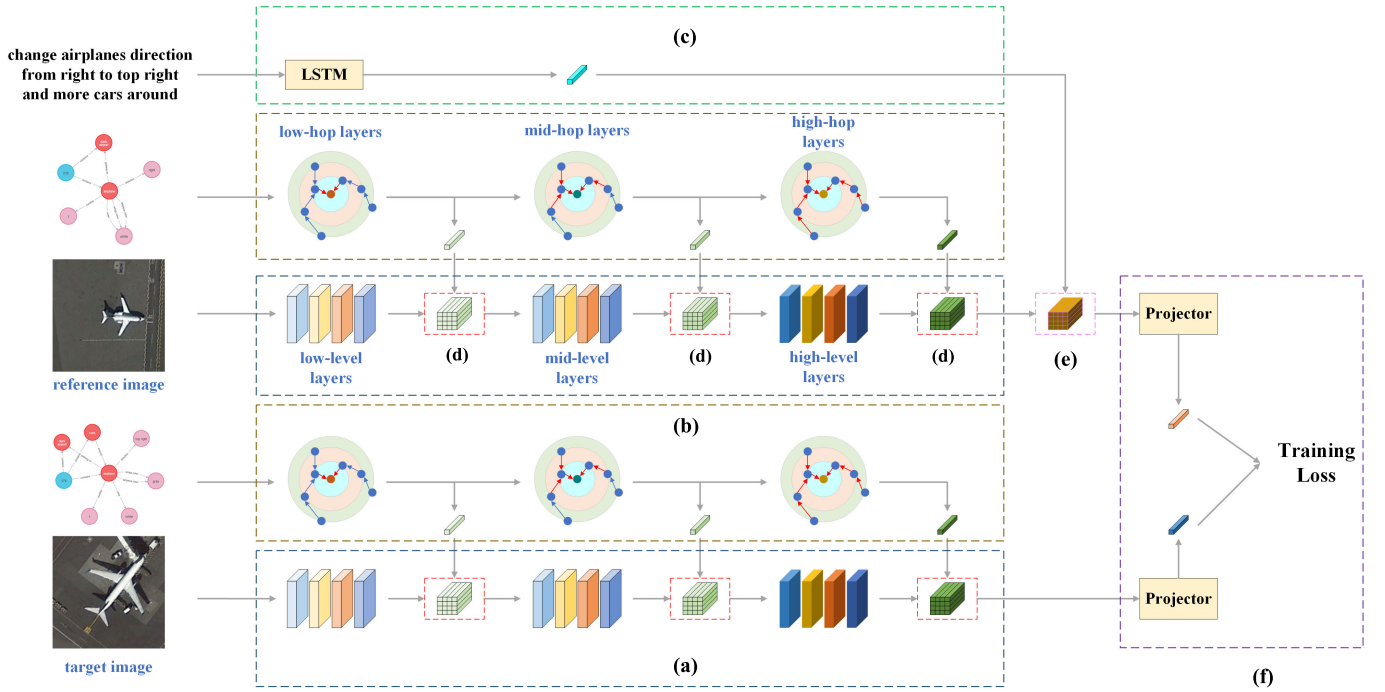 (c)
change airplanes direction
from right to top right
and more cars around
LSTM
low-hop layers
mid-hop layers
high-hop
layers
low-level
layers
(d)
mid-level
layers
(d)
high-level
layers
(d)
(e)
Projector
reference image
(b)
Training
Loss
Projector
target image
(a)
(f)